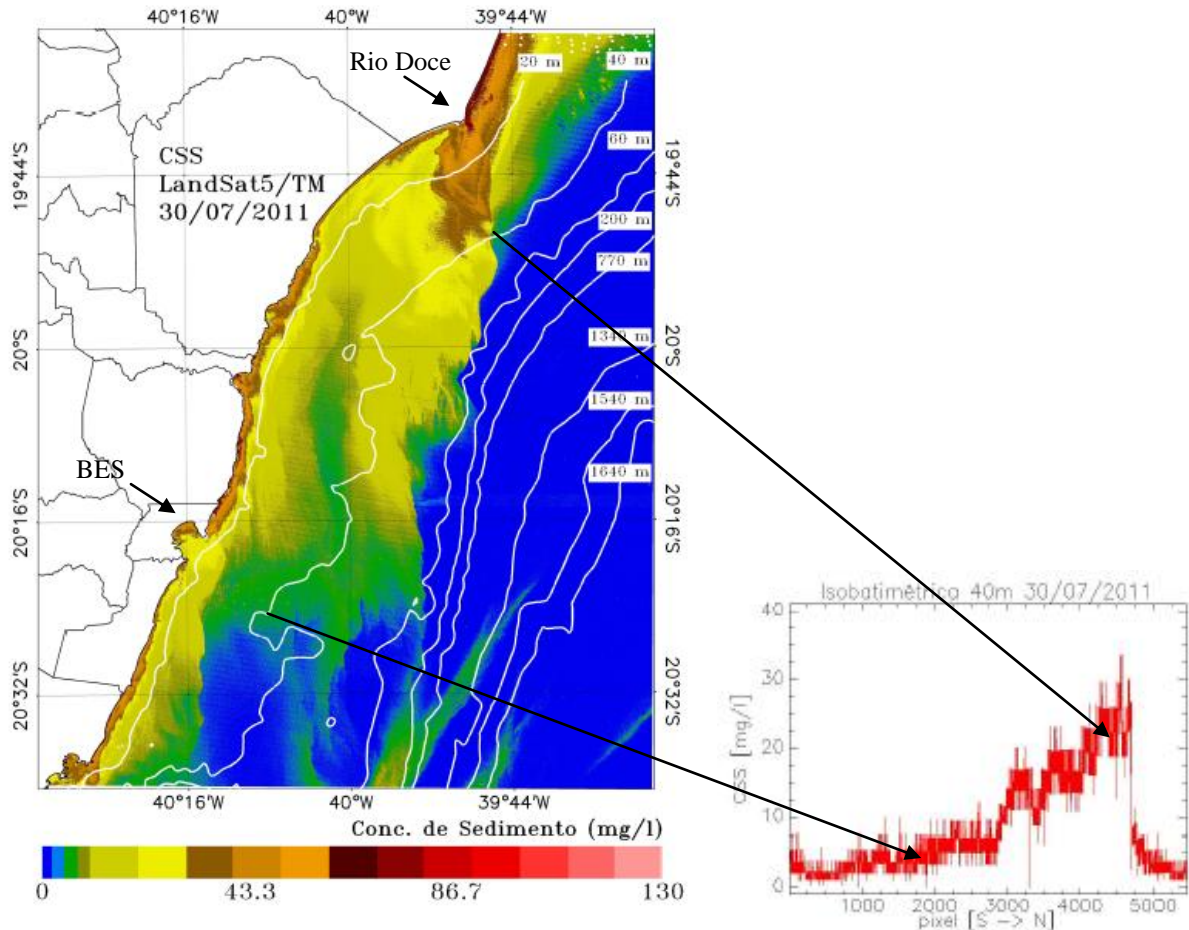 40°16'W 40°W 39°44'W
Rio Doce
20 m
40 m
60 m
200 m
770 m
1340 m
1540 m
1640 m
CSS
LandSat5/TM
30/07/2011
BES
19°44'S
20°S
20°16'S
20°32'S
19°44'S
20°S
20°16'S
20°32'S
40°16'W 40°W 39°44'W
Conc. de Sedimento (mg/l)
0 43.3 86.7 130
Isobatimêtrica 40m 30/07/2011
CSS [mg/l]
40
30
20
10
0
1000 2000 3000 4000 5000
pixel [S -> N]